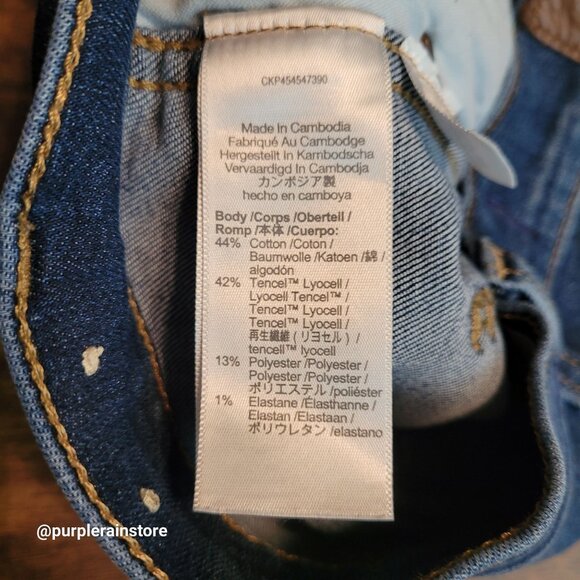 CKP454547390
Made In Cambodia
Fabriqué Au Cambodge
Hergestellt In Kambodscha
Vervaardigd In Cambodja
カンボジア製
hecho en camboya
Body /Corps /Oberteil /
Romp /本体 /Cuerpo:
44% Cotton /Coton /
Baumwolle /Katoen /綿 /
algodón
42% Tencel™ Lyocell /
Lyocell Tencel™ /
Tencel™ Lyocell /
Tencel™ Lyocell /
再生繊維 (リヨセル) /
tencell™ lyocell
13% Polyester /Polyester /
Polyester /Polyester /
ポリエステル /poliéster
1% Elastane /Élasthanne /
Elastan /Elastaan /
ポリウレタン /elastano
@purplerainstore